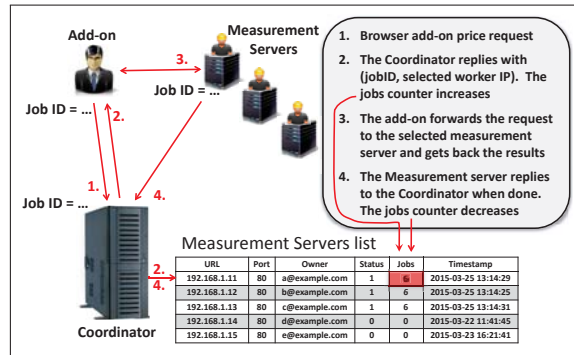 Add-on
Measurement
Servers
3.
Job ID = ...
Job ID = ...
2.
1.
4.
Job ID = ...
Coordinator
2.
4.
1. Browser add-on price request
2. The Coordinator replies with
(jobID, selected worker IP). The
jobs counter increases
3. The add-on forwards the request
to the selected measurement
server and gets back the results
4. The Measurement server replies
to the Coordinator when done.
The jobs counter decreases
Measurement Servers list
URL Port Owner Status Jobs Timestamp
192.168.1.11 80 a@example.com 1 6 2015-03-25 13:14:29
192.168.1.12 80 b@example.com 1 6 2015-03-25 13:14:25
192.168.1.13 80 c@example.com 1 6 2015-03-25 13:14:31
192.168.1.14 80 d@example.com 0 0 2015-03-22 11:41:45
192.168.1.15 80 e@example.com 0 0 2015-03-23 16:21:41